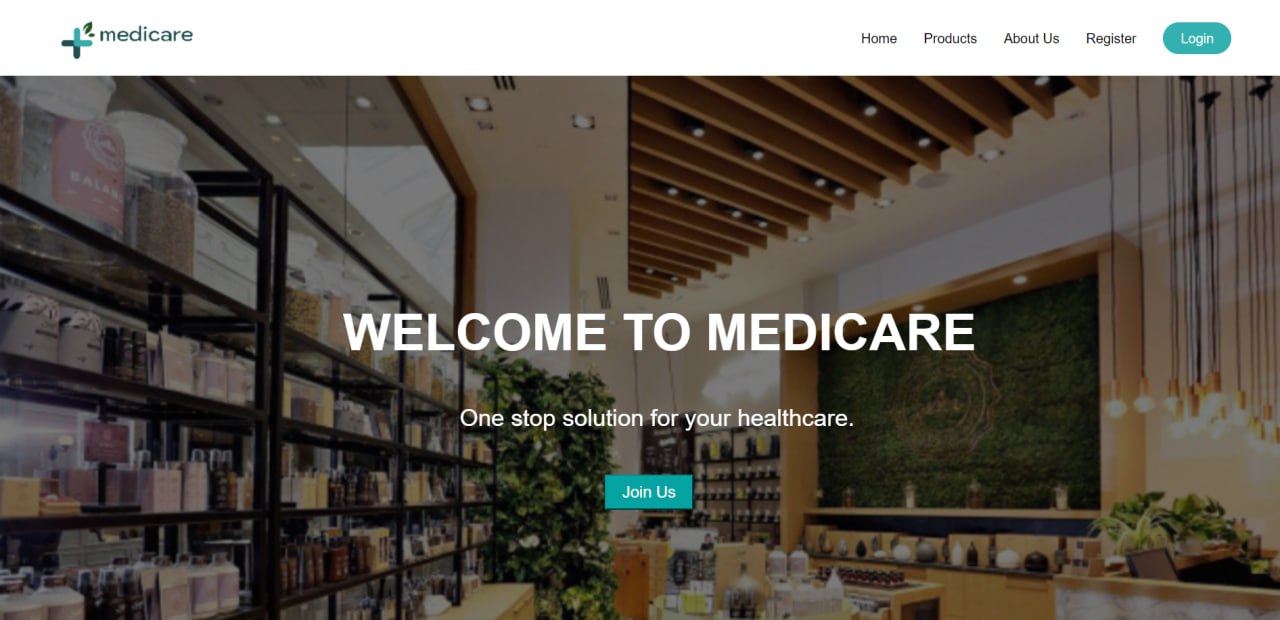 medicare
Home Products About Us Register Login
WELCOME TO MEDICARE
One stop solution for your healthcare.
Join Us